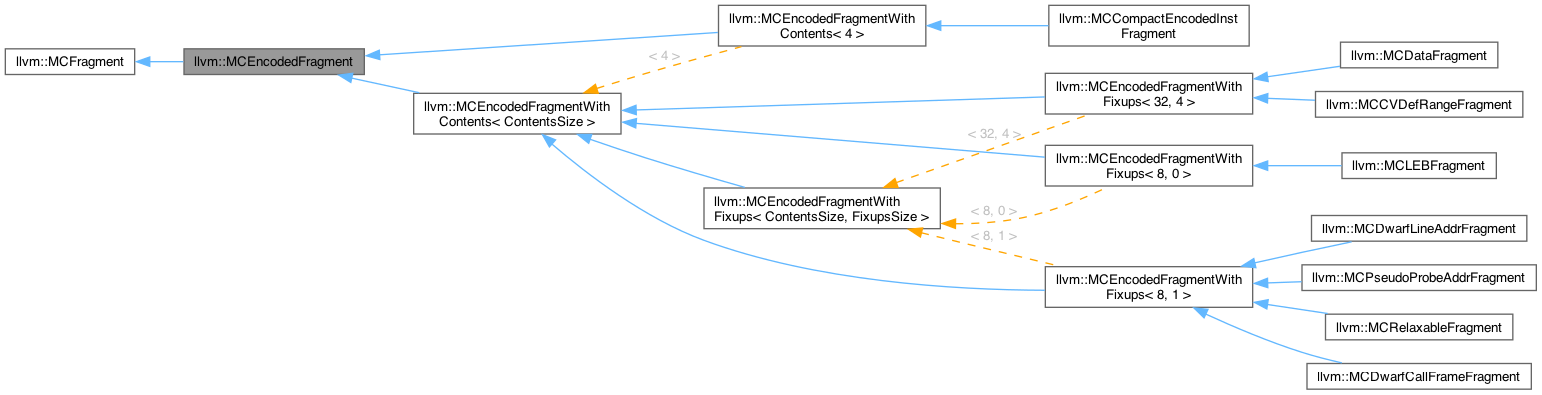 llvm::MCFragment
llvm::MCEncodedFragment
llvm::MCEncodedFragmentWith
Contents< 4 >
llvm::MCCompactEncodedInst
Fragment
< 4 >
llvm::MCEncodedFragmentWith
Contents< ContentsSize >
llvm::MCEncodedFragmentWith
Fixups< 32, 4 >
llvm::MCDataFragment
llvm::MCCVDefRangeFragment
< 32, 4 >
llvm::MCEncodedFragmentWith
Fixups< 8, 0 >
llvm::MCLEBFragment
llvm::MCEncodedFragmentWith
Fixups< ContentsSize, FixupsSize >
< 8, 0 >
< 8, 1 >
llvm::MCEncodedFragmentWith
Fixups< 8, 1 >
llvm::MCDwarfLineAddrFragment
llvm::MCPseudoProbeAddrFragment
llvm::MCRelaxableFragment
llvm::MCDwarfCallFrameFragment